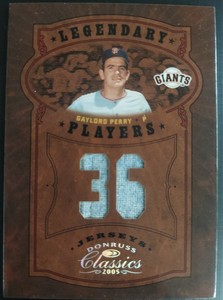 LEGENDARY
GIANTS
GAYLORD PERRY
PLAYERS
36
JERSEYS
DONRUSS
Classics
2005